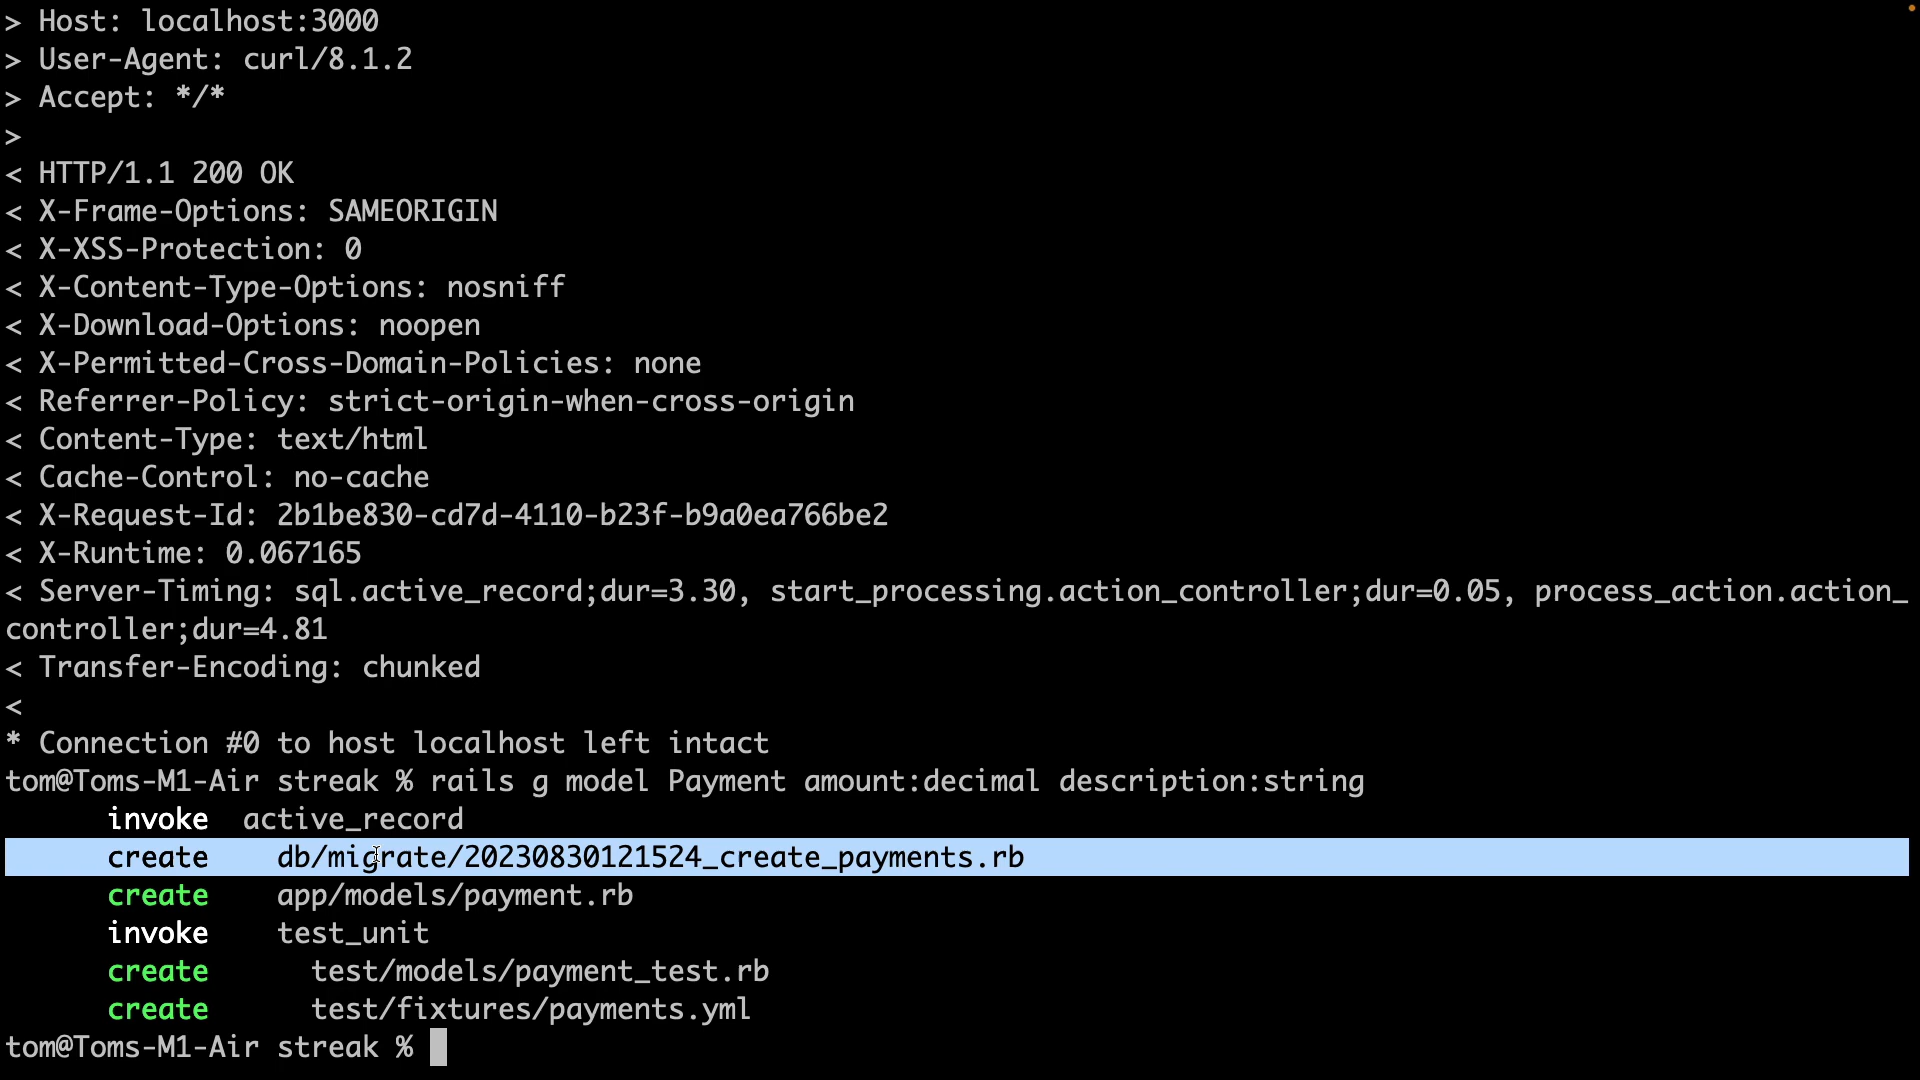 > Host: localhost:3000
> User-Agent: curl/8.1.2
> Accept: */*
>
< HTTP/1.1 200 OK
< X-Frame-Options: SAMEORIGIN
< X-XSS-Protection: 0
< X-Content-Type-Options: nosniff
< X-Download-Options: noopen
< X-Permitted-Cross-Domain-Policies: none
< Referrer-Policy: strict-origin-when-cross-origin
< Content-Type: text/html
< Cache-Control: no-cache
< X-Request-Id: 2b1be830-cd7d-4110-b23f-b9a0ea766be2
< X-Runtime: 0.067165
< Server-Timing: sql.active_record;dur=3.30, start_processing.action_controller;dur=0.05, process_action.action_
controller;dur=4.81
< Transfer-Encoding: chunked
<
* Connection #0 to host localhost left intact
tom@Toms-M1-Air streak % rails g model Payment amount:decimal description:string
      invoke  active_record
      create    db/migrate/20230830121524_create_payments.rb
      create    app/models/payment.rb
      invoke    test_unit
      create      test/models/payment_test.rb
      create      test/fixtures/payments.yml
tom@Toms-M1-Air streak %